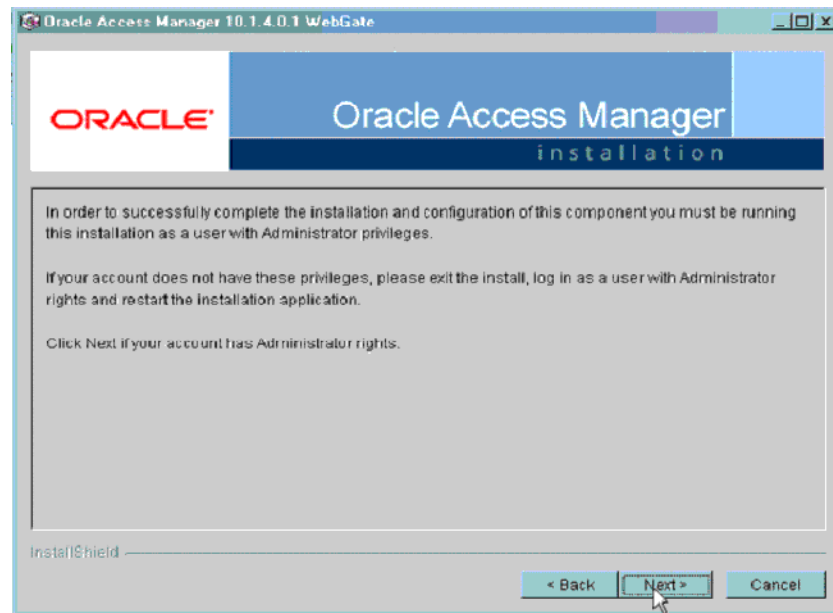 Oracle Access Manager 10.1.4.0.1 WebGate
ORACLE
Oracle Access Manager
installation
In order to successfully complete the installation and configuration of this component you must be running
this installation as a user with Administrator privileges.
If your account does not have these privileges, please exit the install, log in as a user with Administrator
rights and restart the installation application.
Click Next if your account has Administrator rights.
InstallShield
< Back
Next >
Cancel